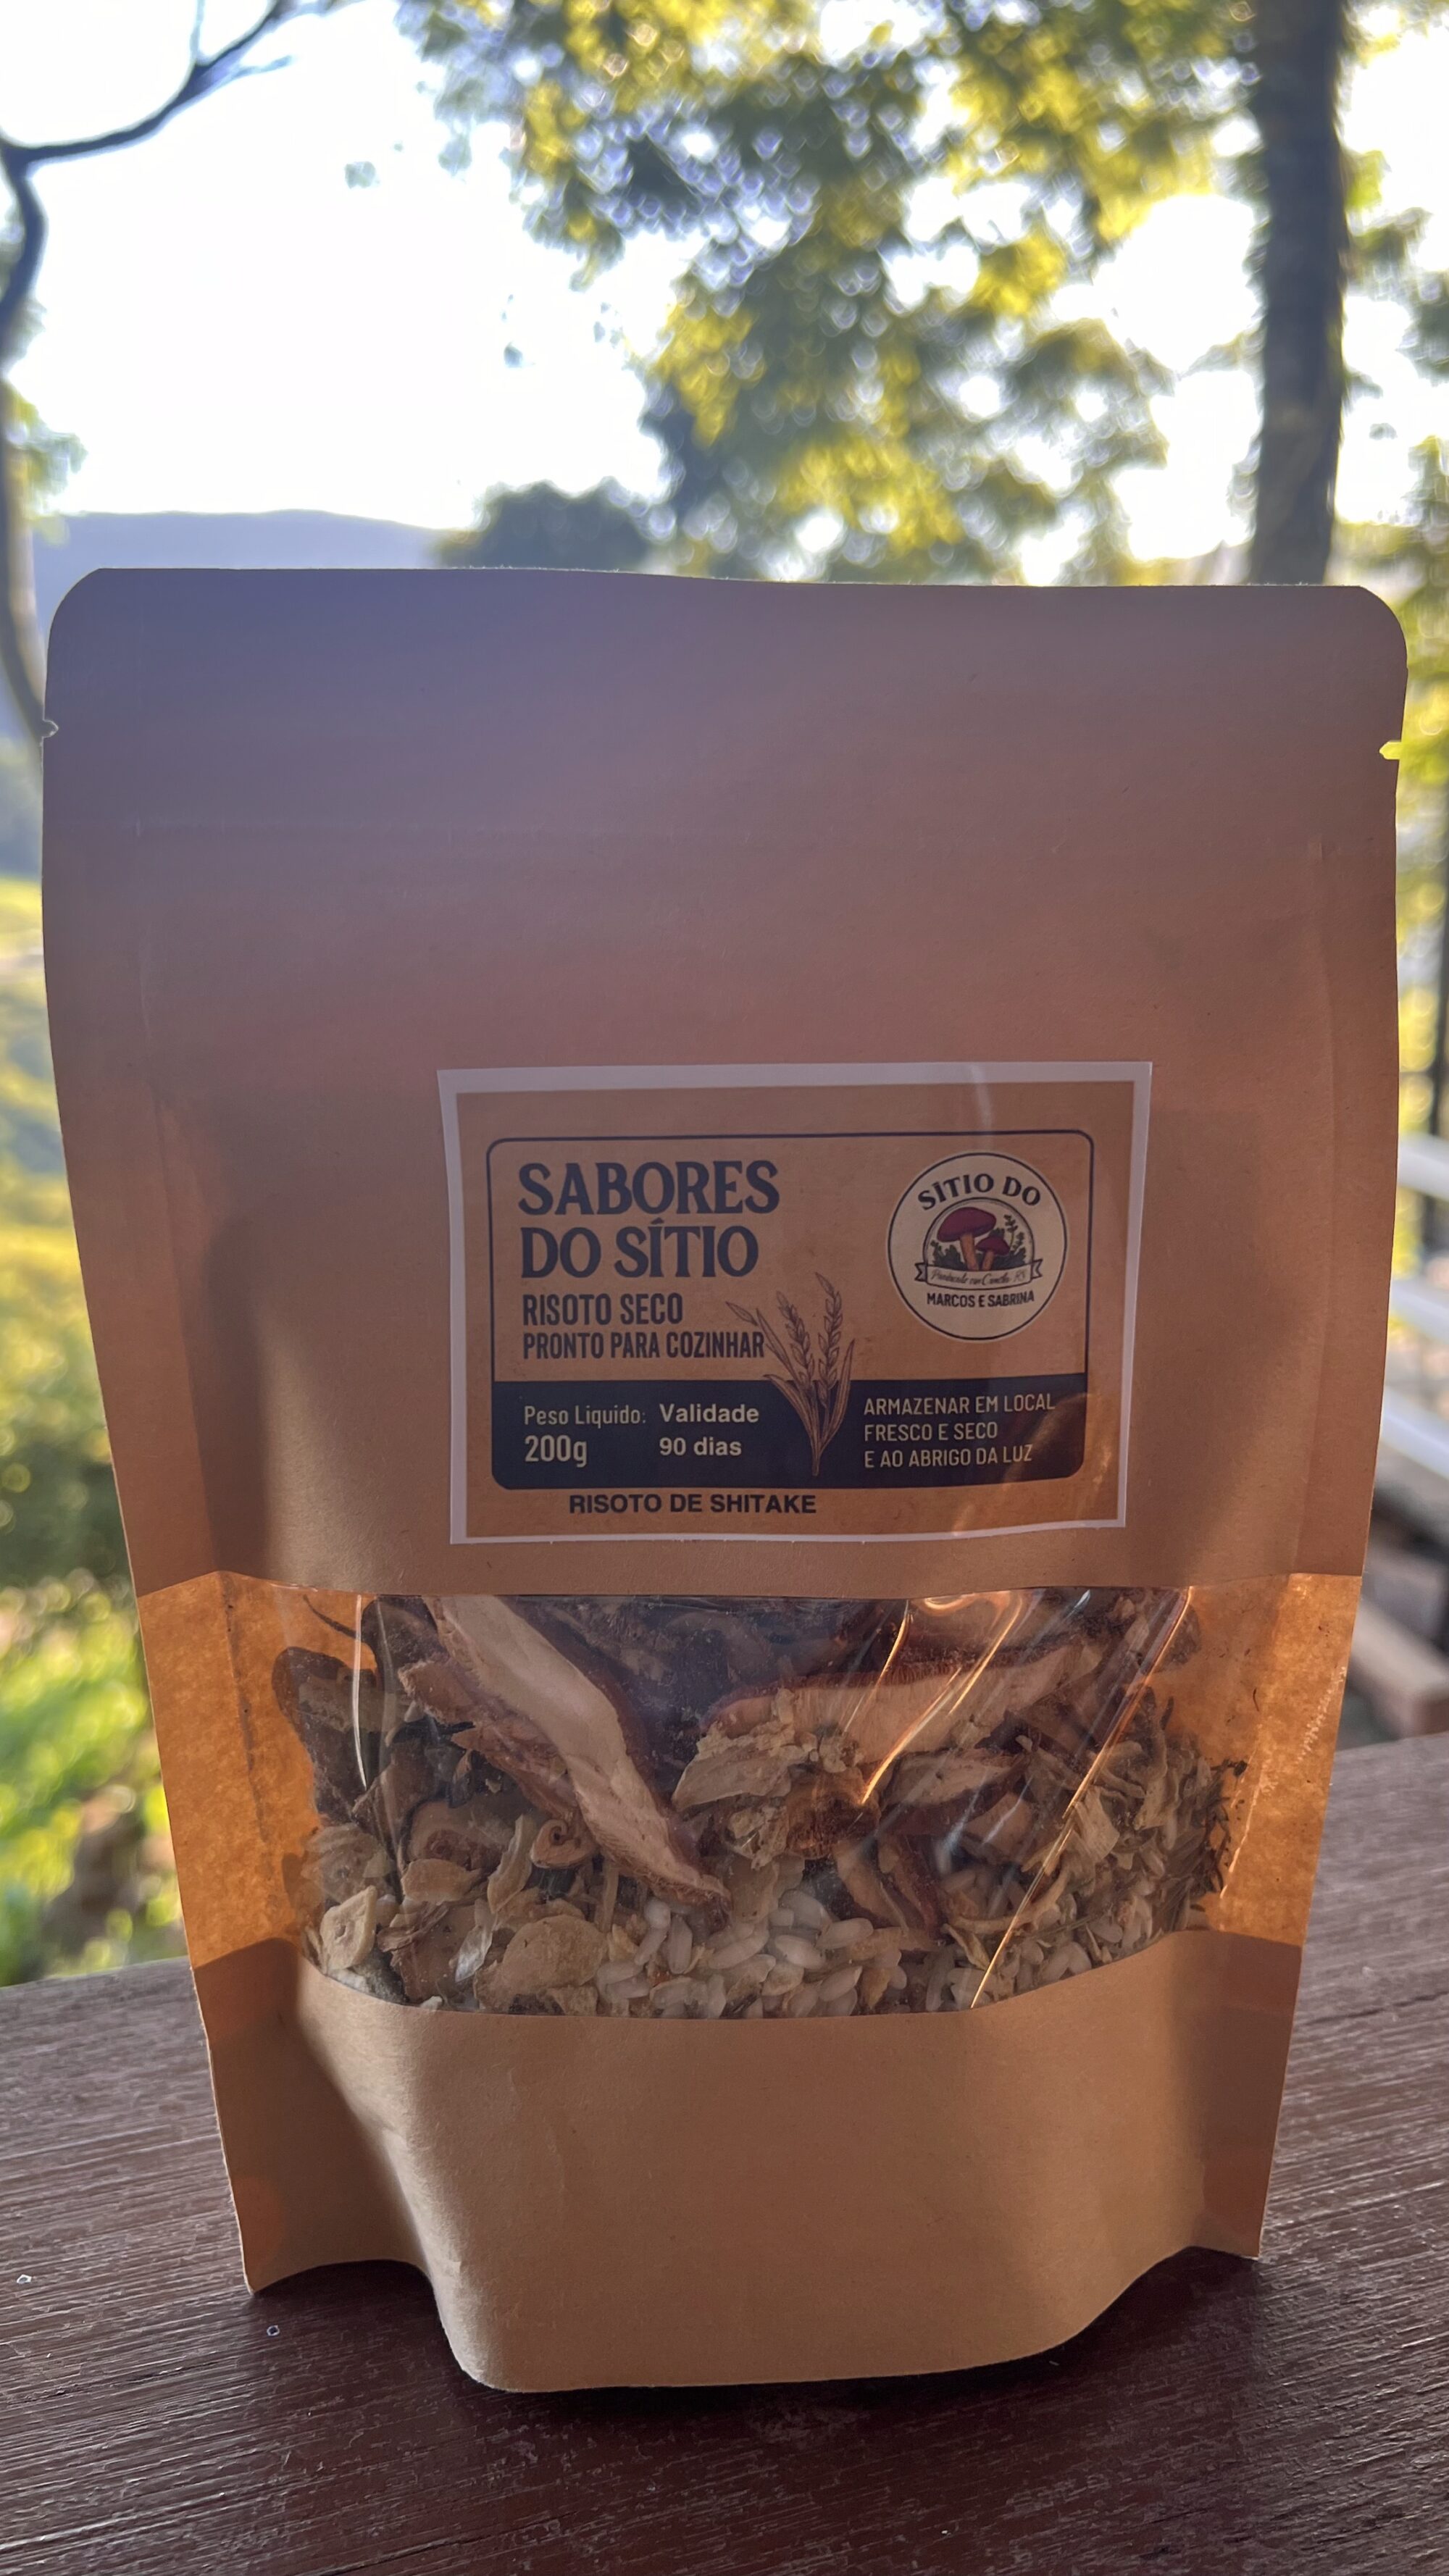 SABORES
DO SÍTIO
RISOTO SECO
PRONTO PARA COZINHAR
SITIO DO
MARCOS E SABRINA
Peso Liquido:
200g
Validade
90 dias
ARMAZENAR EM LOCAL
FRESCO E SECO
E AO ABRIGO DA LUZ
RISOTO DE SHITAKE